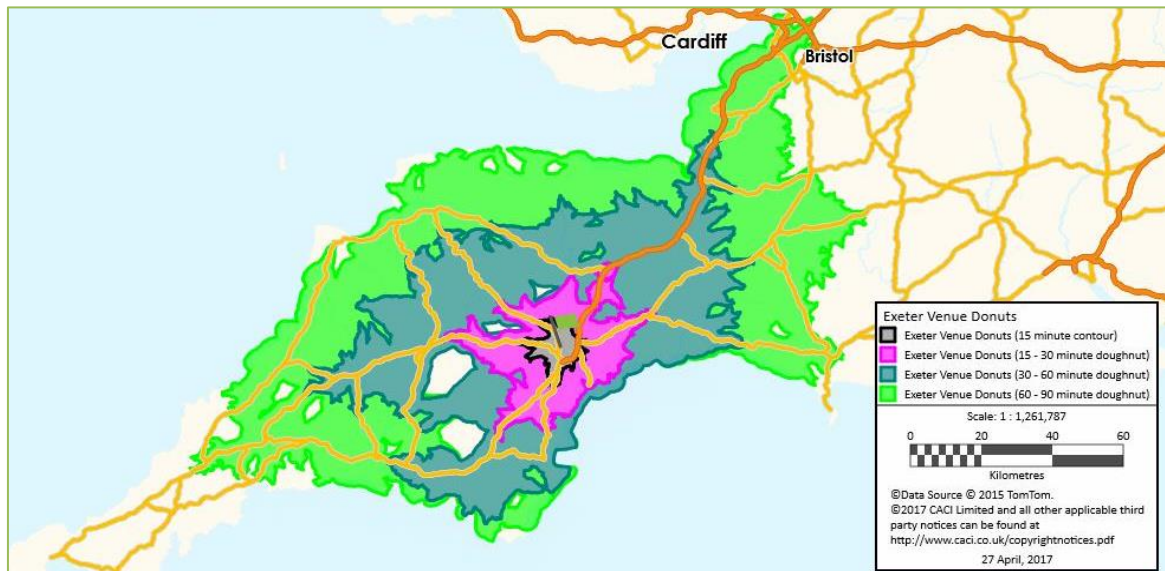 Cardiff
Bristol
Exeter Venue Donuts
Exeter Venue Donuts (15 minute contour)
Exeter Venue Donuts (15 - 30 minute doughnut)
Exeter Venue Donuts (30 - 60 minute doughnut)
Exeter Venue Donuts (60 - 90 minute doughnut)
Scale: 1 : 1,261,787
0 20 40 60
Kilometres
©Data Source © 2015 TomTom.
©2017 CACI Limited and all other applicable third
party notices can be found at
http://www.caci.co.uk/copyrightnotices.pdf
27 April, 2017